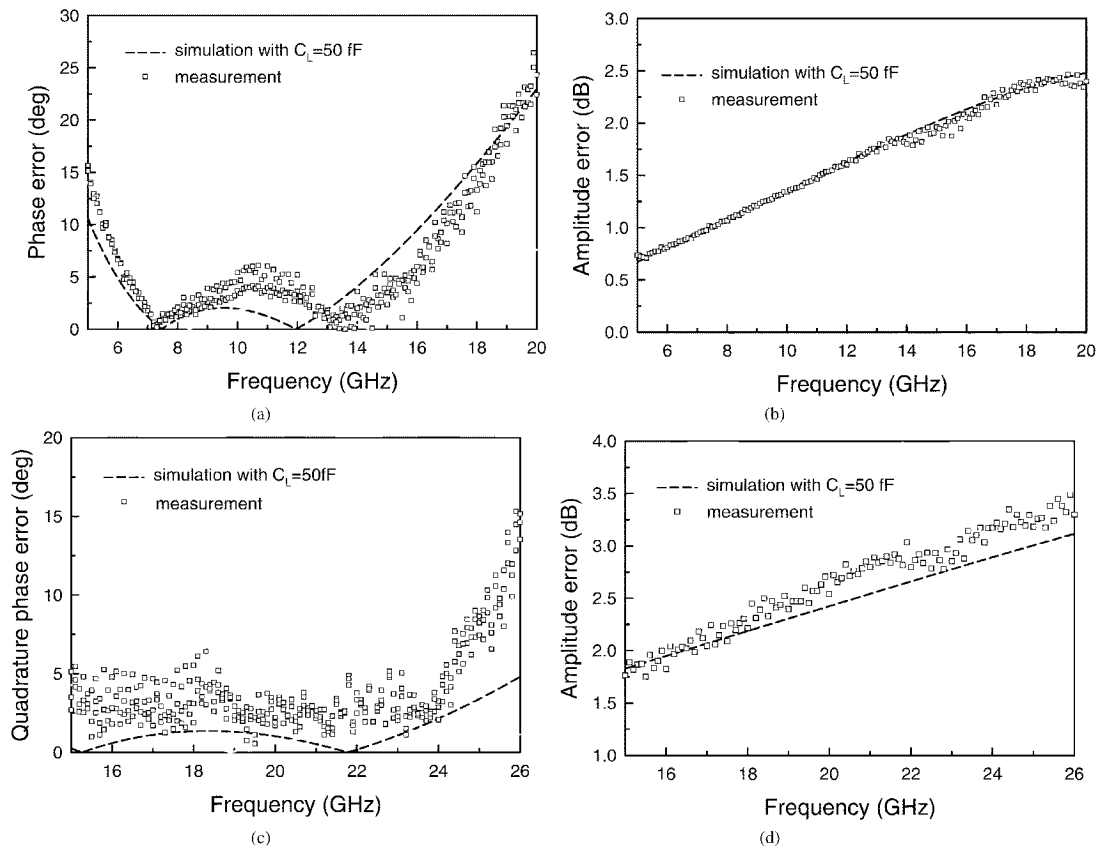 30
25
20
15
10
5
0
Phase error (deg)
simulation with C_L=50 fF
measurement
6 8 10 12 14 16 18 20
Frequency (GHz)
(a)
3.0
2.5
2.0
1.5
1.0
0.5
0.0
Amplitude error (dB)
simulation with C_L=50 fF
measurement
6 8 10 12 14 16 18 20
Frequency (GHz)
(b)
20
15
10
5
0
Quadrature phase error (deg)
simulation with C_L=50fF
measurement
16 18 20 22 24 26
Frequency (GHz)
(c)
4.0
3.5
3.0
2.5
2.0
1.5
1.0
Amplitude error (dB)
simulation with C_L=50 fF
measurement
16 18 20 22 24 26
Frequency (GHz)
(d)